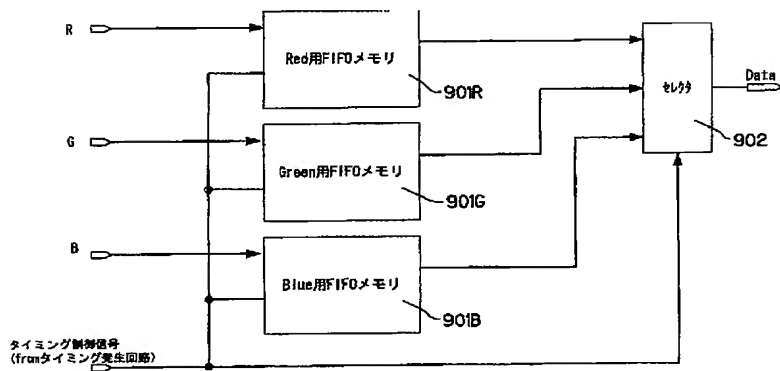 R
Red用FIFOメモリ
901R
セレクタ
Data
902
G
Green用FIFOメモリ
901G
B
Blue用FIFOメモリ
901B
タイミング制御信号
(fromタイミング発生回路)